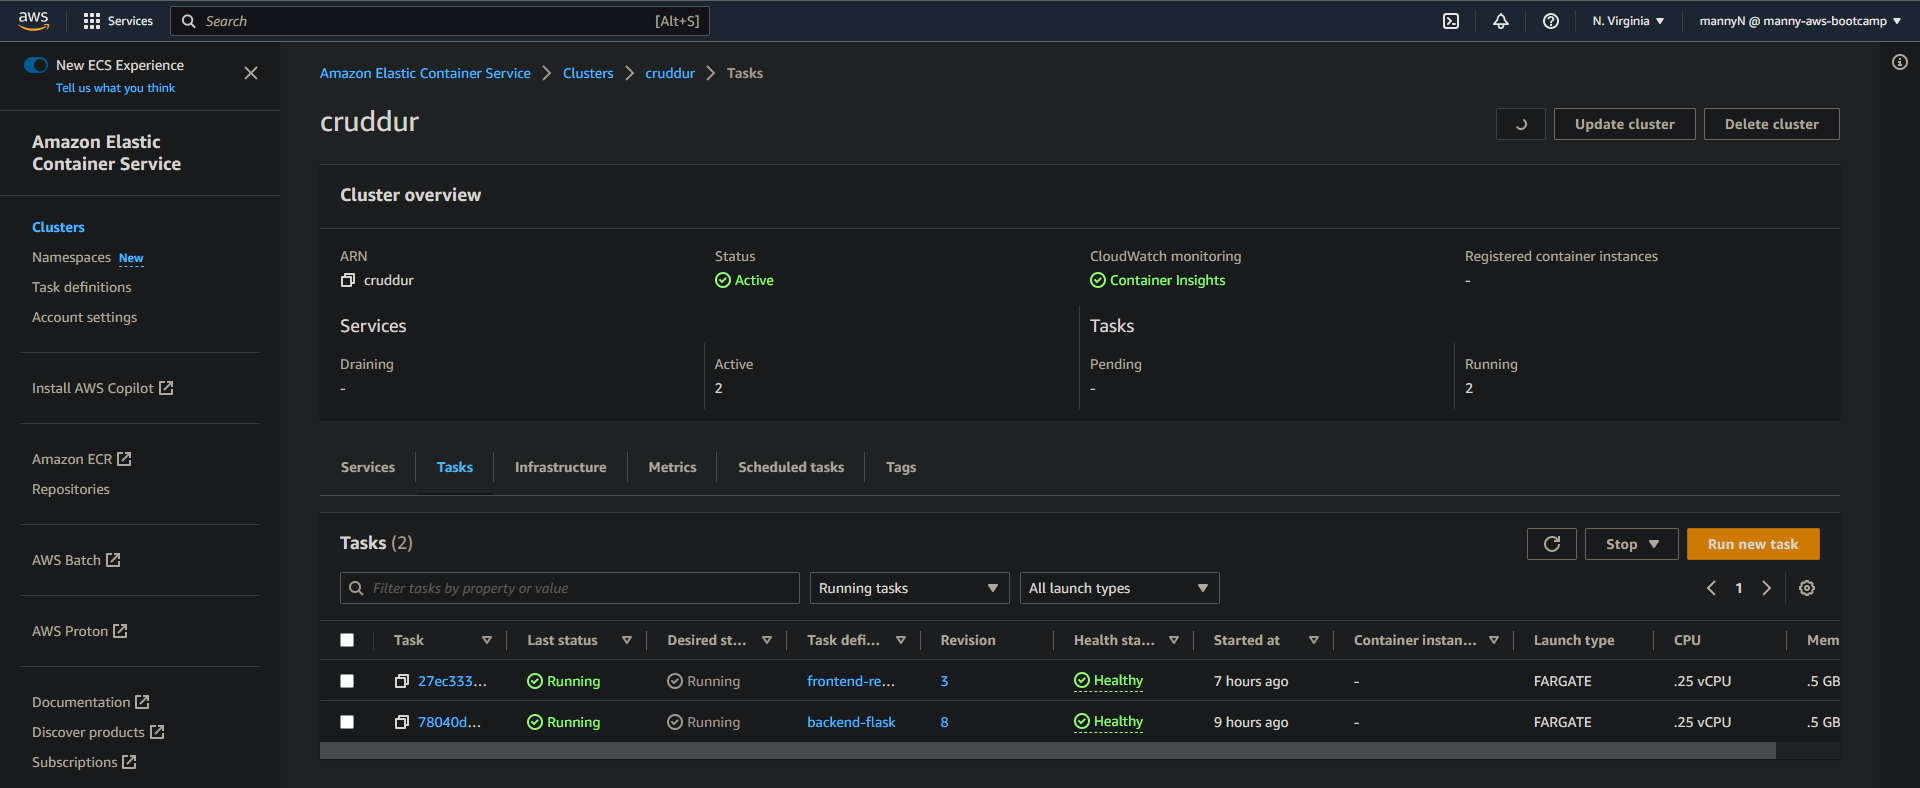 aws
Services
Search [Alt+S]
N. Virginia
mannyN @ manny-aws-bootcamp
New ECS Experience
Tell us what you think
Amazon Elastic
Container Service
Clusters
Namespaces New
Task definitions
Account settings
Install AWS Copilot
Amazon ECR
Repositories
AWS Batch
AWS Proton
Documentation
Discover products
Subscriptions
Amazon Elastic Container Service > Clusters > cruddur > Tasks
cruddur
Update cluster
Delete cluster
Cluster overview
ARN
cruddur
Status
Active
CloudWatch monitoring
Container Insights
Registered container instances
-
Services
Draining
-
Active
2
Tasks
Pending
-
Running
2
Services Tasks Infrastructure Metrics Scheduled tasks Tags
Tasks (2)
Stop
Run new task
Filter tasks by property or value
Running tasks
All launch types
1
Task Last status Desired st... Task defi... Revision Health sta... Started at Container instan... Launch type CPU Mem
27ec333... Running Running frontend-re... 3 Healthy 7 hours ago - FARGATE .25 vCPU .5 GB
78040d... Running Running backend-flask 8 Healthy 9 hours ago - FARGATE .25 vCPU .5 GB